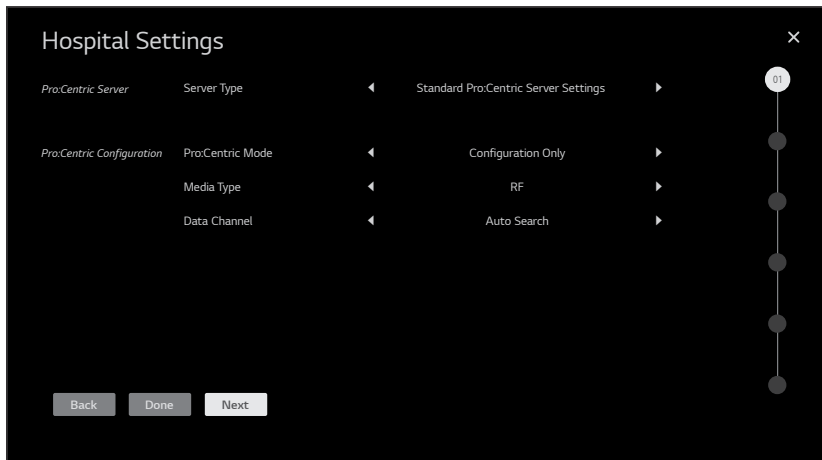 Hospital Settings
01
Pro:Centric Server Server Type Standard Pro:Centric Server Settings
Pro:Centric Configuration Pro:Centric Mode Configuration Only
Media Type RF
Data Channel Auto Search
Back Done Next